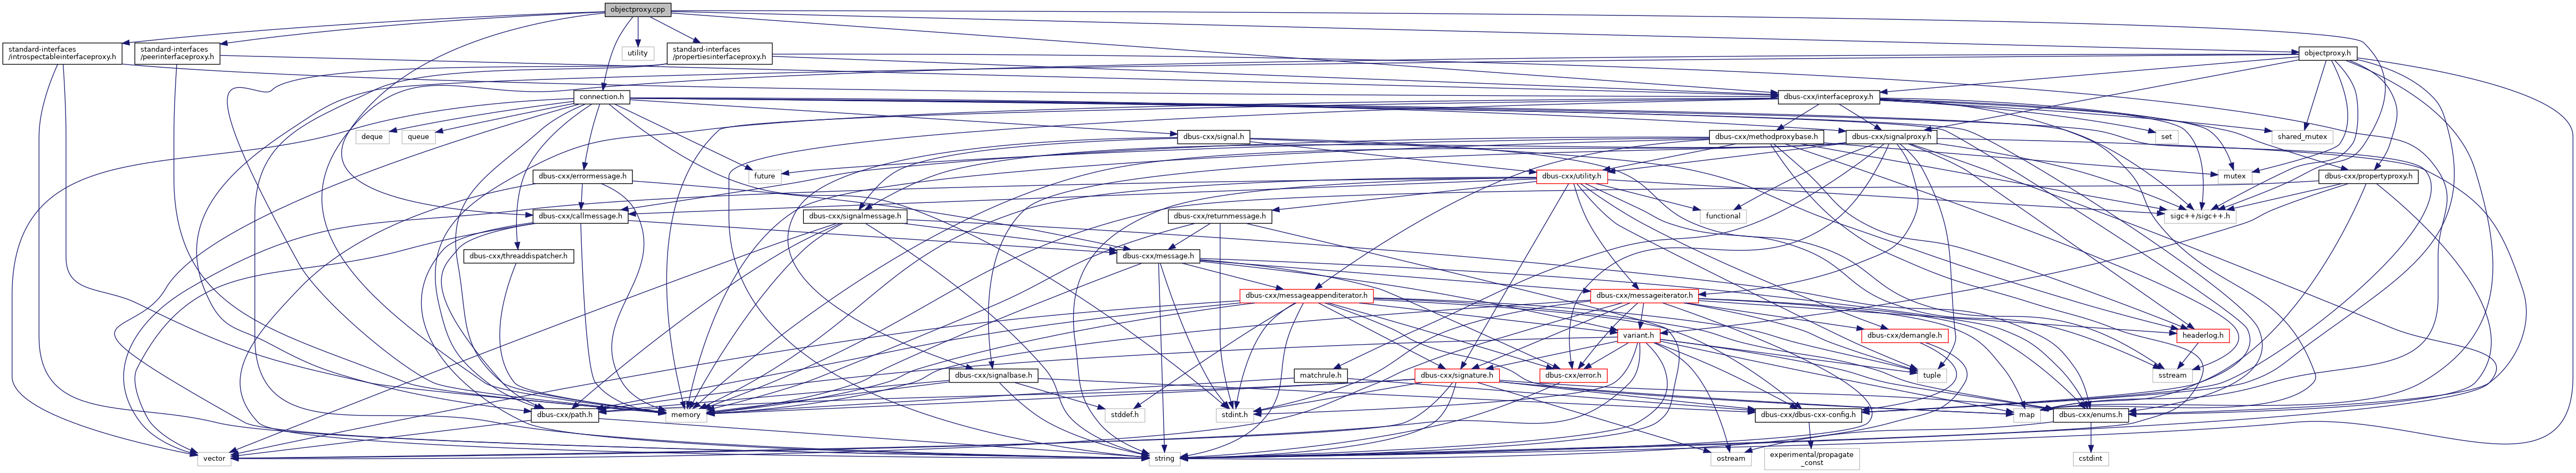 objectproxy.cpp
standard-interfaces
/introspectableinterfaceproxy.h
standard-interfaces
/peerinterfaceproxy.h
utility
standard-interfaces
/propertiesinterfaceproxy.h
objectproxy.h
connection.h
dbus-cxx/interfaceproxy.h
deque
queue
dbus-cxx/signal.h
dbus-cxx/methodproxybase.h
dbus-cxx/signalproxy.h
set
shared_mutex
dbus-cxx/errormessage.h
future
dbus-cxx/utility.h
mutex
dbus-cxx/propertyproxy.h
dbus-cxx/callmessage.h
dbus-cxx/signalmessage.h
dbus-cxx/returnmessage.h
functional
sigc++/sigc++.h
dbus-cxx/threaddispatcher.h
dbus-cxx/message.h
dbus-cxx/messageappenditerator.h
dbus-cxx/messageiterator.h
variant.h
dbus-cxx/demangle.h
headerlog.h
dbus-cxx/signalbase.h
matchrule.h
dbus-cxx/signature.h
dbus-cxx/error.h
tuple
sstream
dbus-cxx/path.h
memory
stddef.h
stdint.h
dbus-cxx/dbus-cxx-config.h
map
dbus-cxx/enums.h
vector
string
ostream
experimental/propagate
_const
cstdint